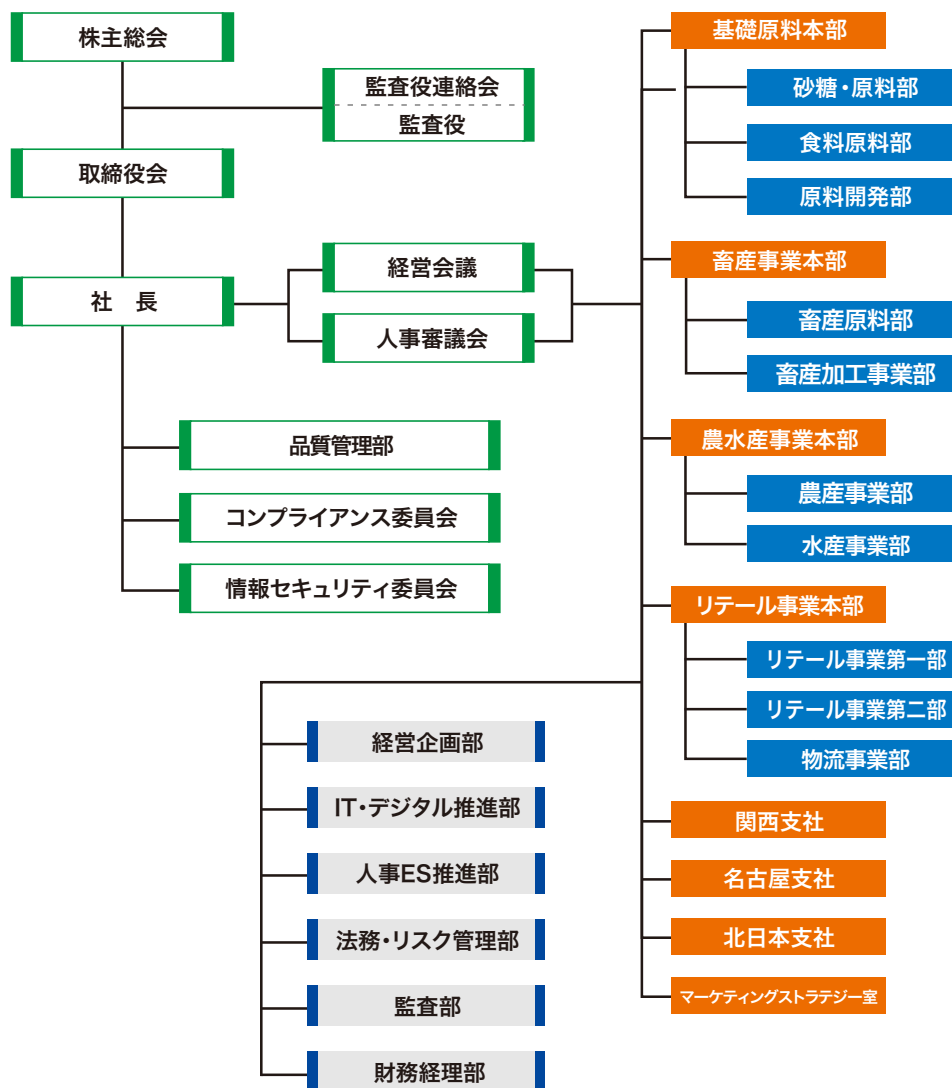 株主総会
監査役連絡会
監査役
取締役会
社　長
経営会議
人事審議会
品質管理部
コンプライアンス委員会
情報セキュリティ委員会
経営企画部
IT・デジタル推進部
人事ES推進部
法務・リスク管理部
監査部
財務経理部
基礎原料本部
砂糖・原料部
食料原料部
原料開発部
畜産事業本部
畜産原料部
畜産加工事業部
農水産事業本部
農産事業部
水産事業部
リテール事業本部
リテール事業第一部
リテール事業第二部
物流事業部
関西支社
名古屋支社
北日本支社
マーケティングストラテジー室